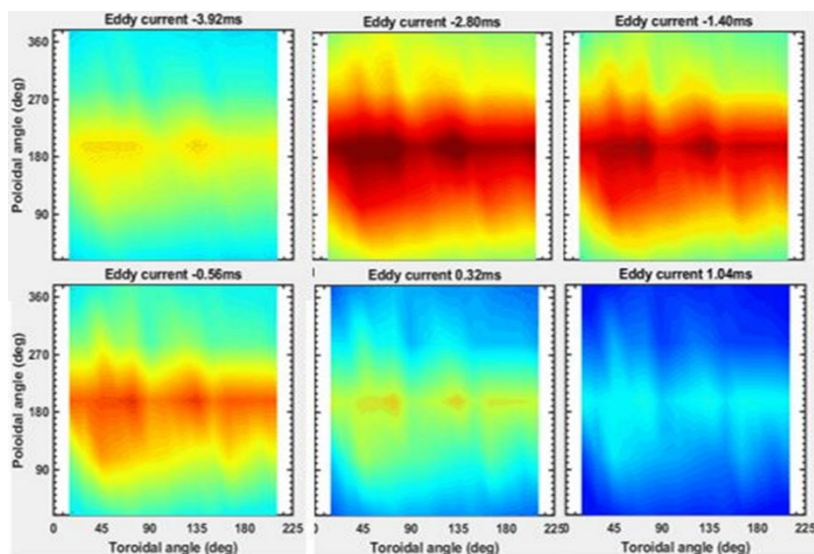 Eddy current -3.92ms
Eddy current -2.80ms
Eddy current -1.40ms
360
270
180
90
Poloidal angle (deg)
Eddy current -0.56ms
Eddy current 0.32ms
Eddy current 1.04ms
360
270
180
90
Poloidal angle (deg)
0 45 90 135 180 225
45 90 135 180 2250
45 90 135 180 225
Toroidal angle (deg)
Toroidal angle (deg)
Toroidal angle (deg)